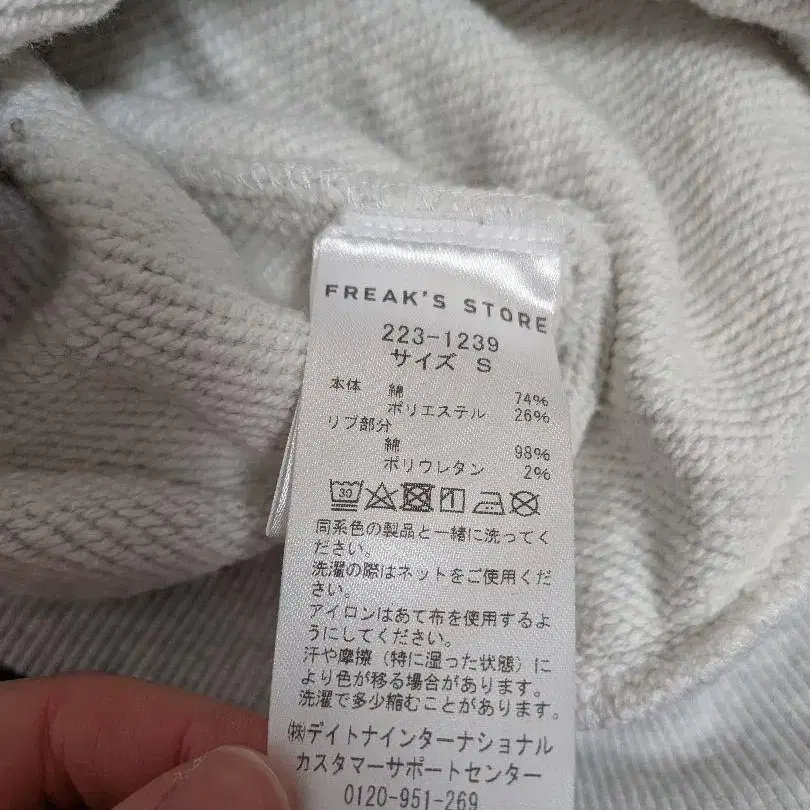 FREAK'S STORE
223-1239
サイズ S
本体 綿 74%
ポリエステル 26%
リブ部分
綿 98%
ポリウレタン 2%
30
同系色の製品と一緒に洗ってく
ださい。
洗濯の際はネットをご使用くだ
さい。
アイロンはあて布を使用するよ
うにしてください。
汗や摩擦（特に湿った状態）に
より色が移る場合があります。
洗濯で多少縮むことがあります。
㈱デイトナインターナショナル
カスタマーサポートセンター
0120-951-269